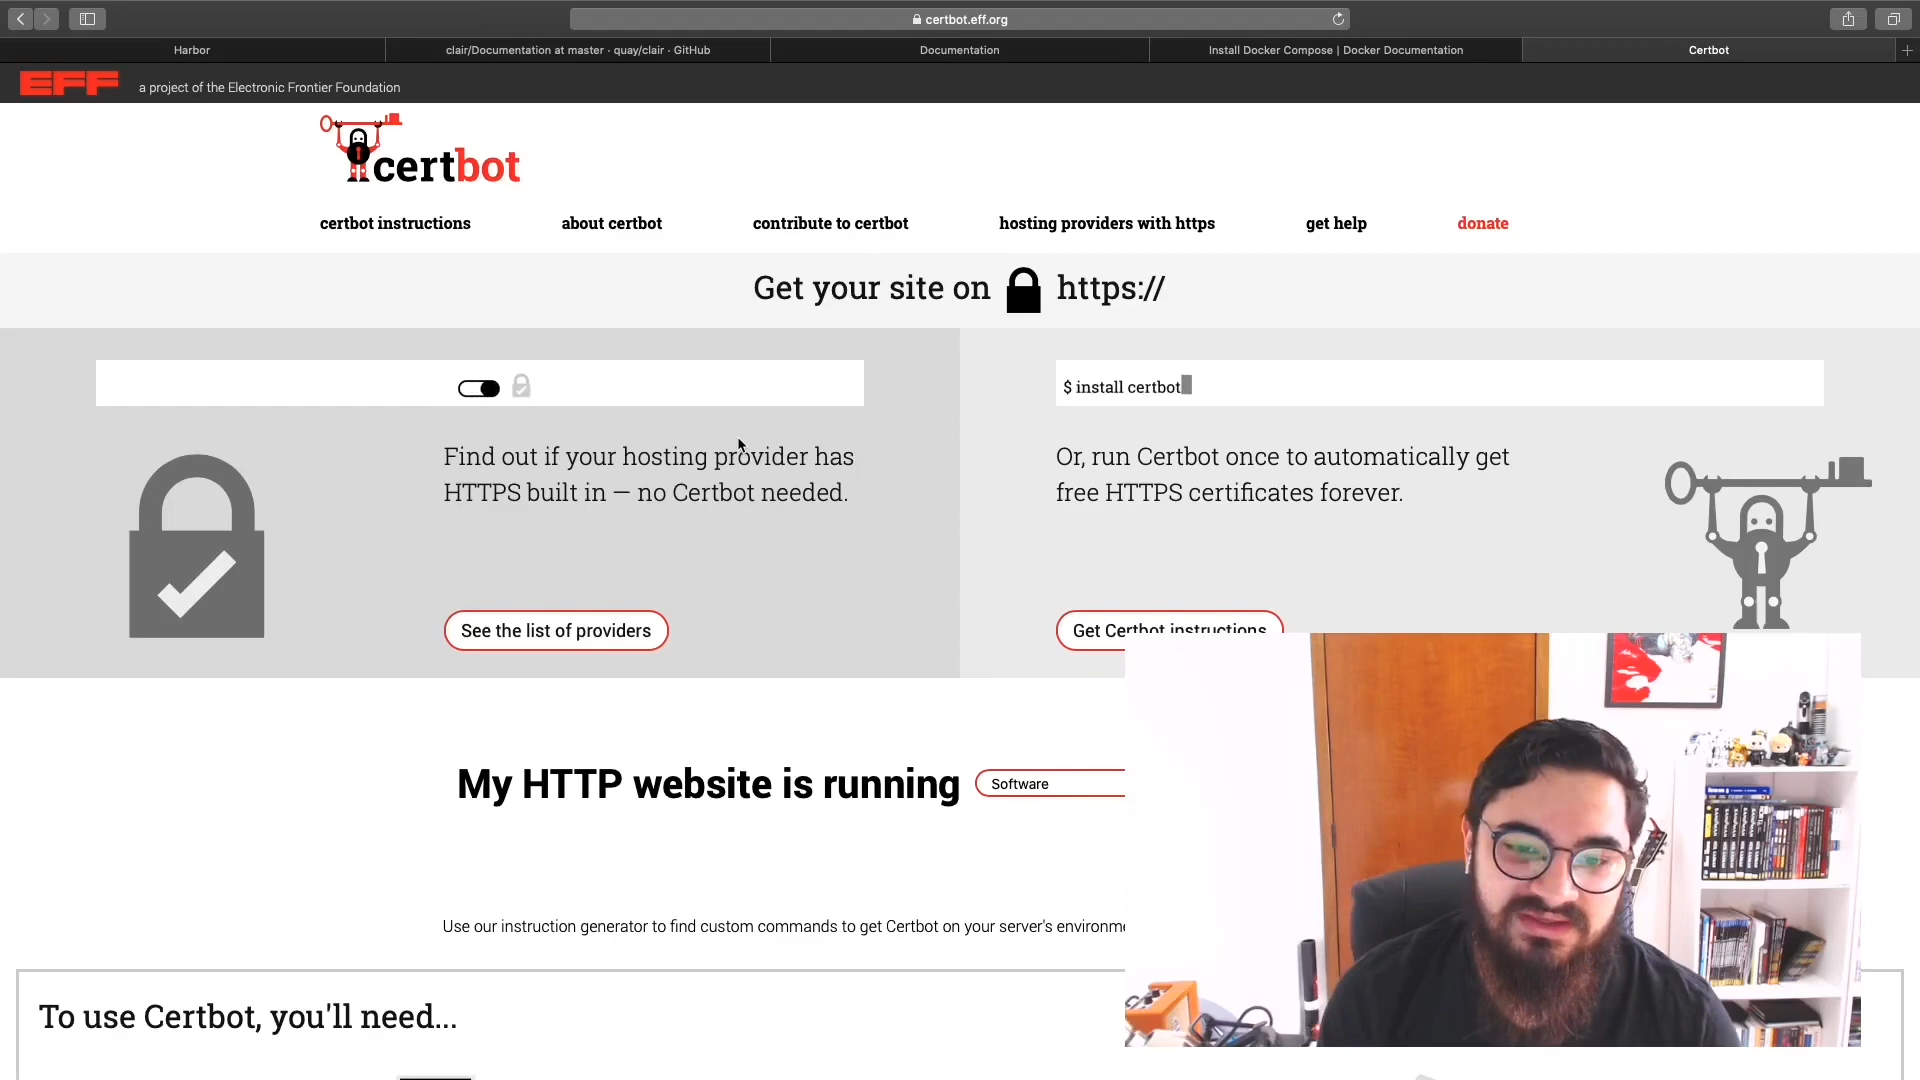 certbot.eff.org
Harbor
clair/Documentation at master · quay/clair · GitHub
Documentation
Install Docker Compose | Docker Documentation
Certbot
EFF
a project of the Electronic Frontier Foundation
certbot
certbot instructions
about certbot
contribute to certbot
hosting providers with https
get help
donate
Get your site on https://
$ install certbot
Find out if your hosting provider has
HTTPS built in — no Certbot needed.
Or, run Certbot once to automatically get
free HTTPS certificates forever.
See the list of providers
Get Certbot instructions
My HTTP website is running
Software
Use our instruction generator to find custom commands to get Certbot on your server's
To use Certbot, you'll need...